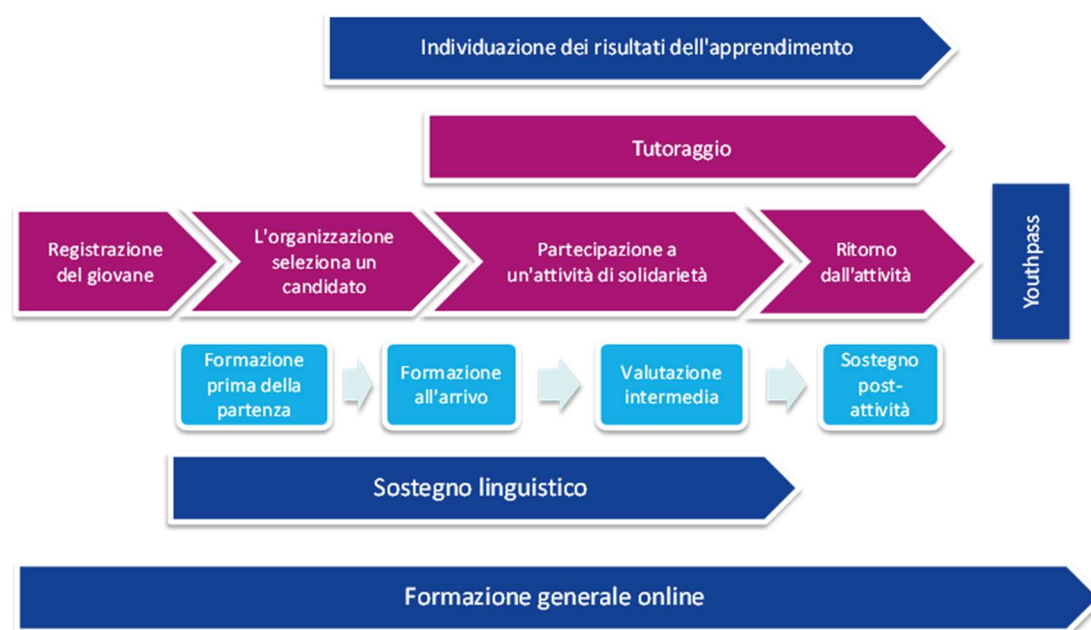 Individuazione dei risultati dell'apprendimento
Tutoraggio
Registrazione
del giovane
L'organizzazione
seleziona un
candidato
Partecipazione a
un'attività di solidarietà
Ritorno
dall'attività
Youthpass
Formazione
prima della
partenza
Formazione
all'arrivo
Valutazione
intermedia
Sostegno
post-
attività
Sostegno linguistico
Formazione generale online